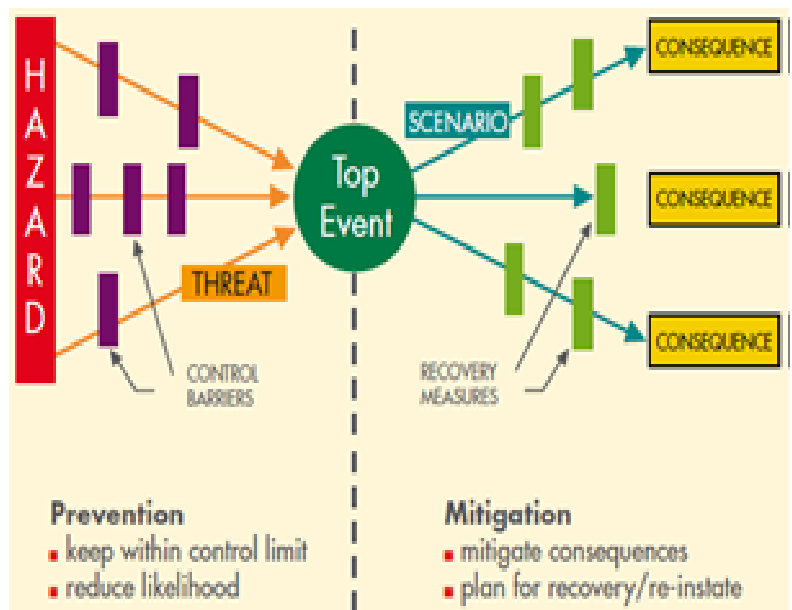 HAZARD
CONSEQUENCE
SCENARIO
Top
Event
CONSEQUENCE
THREAT
CONSEQUENCE
CONTROL
BARRIERS
RECOVERY
MEASURES
Prevention
▪ keep within control limit
▪ reduce likelihood
Mitigation
▪ mitigate consequences
▪ plan for recovery/re-instate